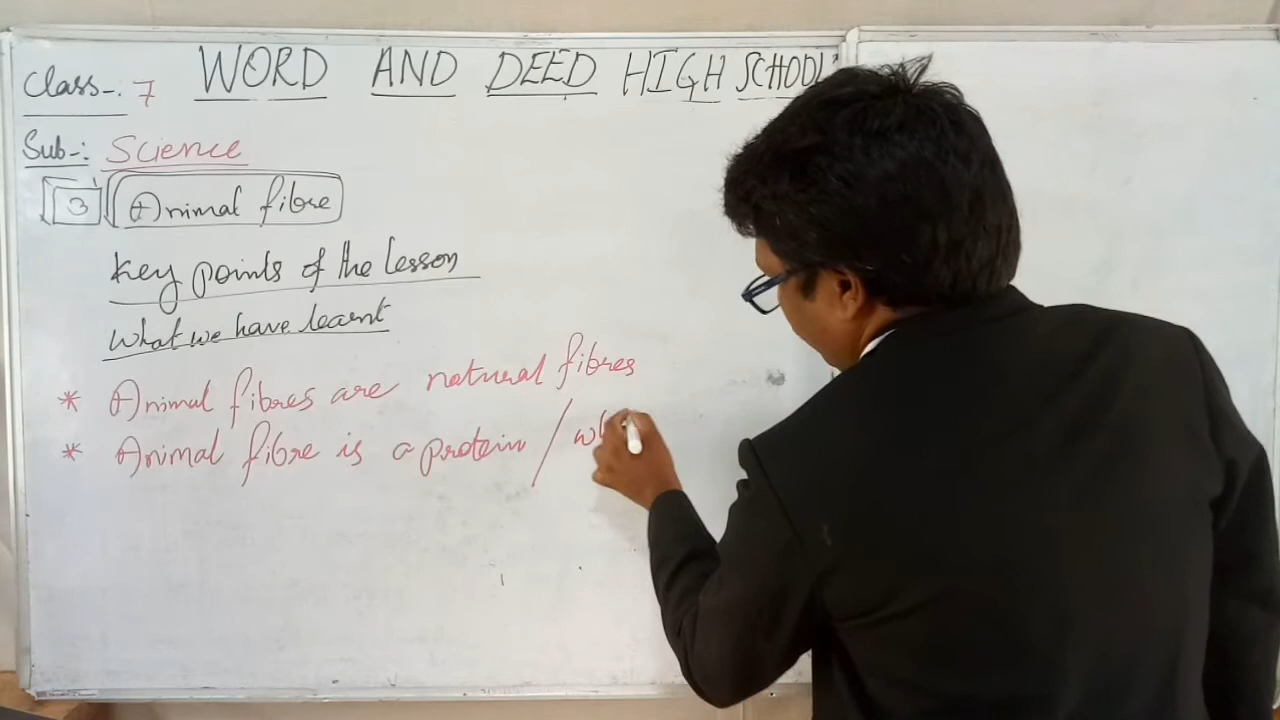 WORD AND DEED HIGH SCHOOL
Class-: 7
Sub-: Science
3 Animal fibre
Key points of the lesson
What we have learnt
* Animal fibres are natural fibres
* Animal fibre is a protein / wh